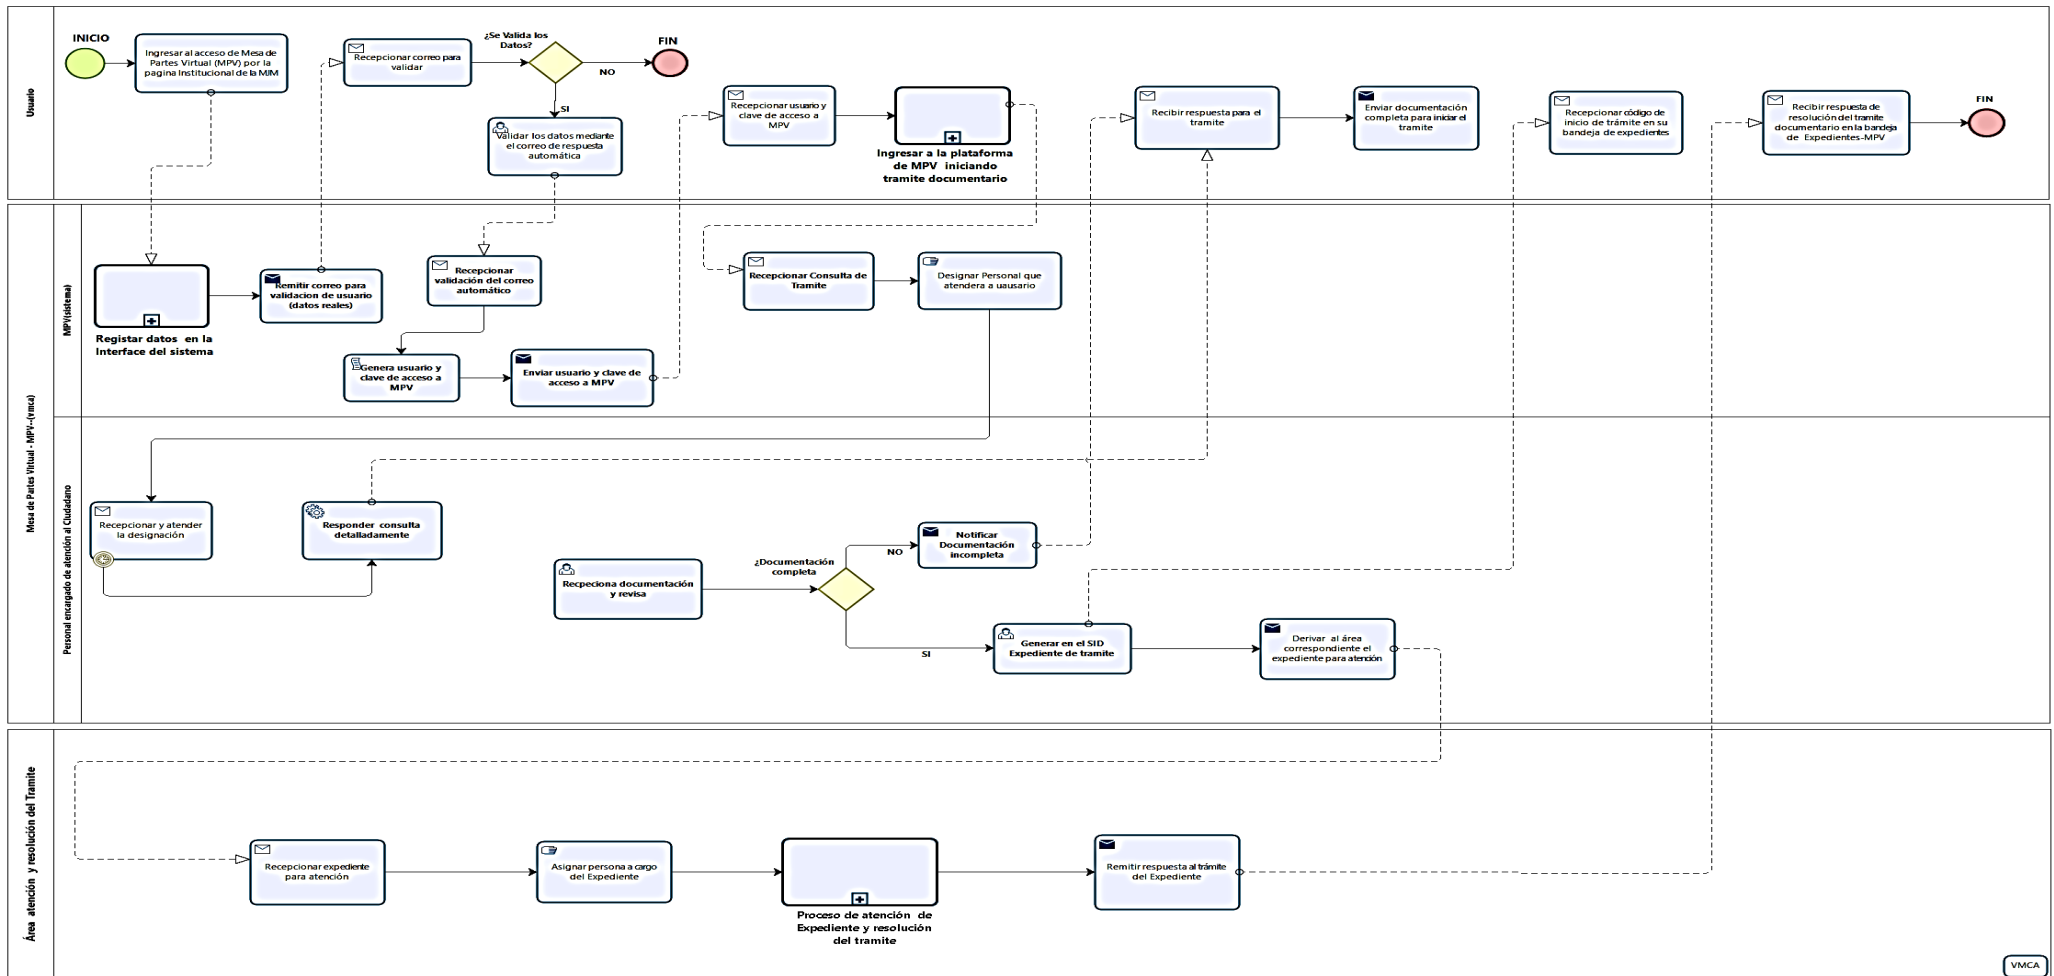 Usuario
INICIO
Ingresar al acceso de Mesa de
Partes Virtual (MPV) por la
pagina Institucional de la MJM
Recepcionar correo para
validar
¿Se Valida los
Datos?
NO
FIN
SI
Validar los datos mediante
el correo de respuesta
automática
Recepcionar usuario y
clave de acceso a
MPV
Ingresar a la plataforma
de MPV iniciando
tramite documentario
Recibir respuesta para el
tramite
Enviar documentación
completa para iniciar el
tramite
Recepcionar código de
inicio de trámite en su
bandeja de expedientes
Recibir respuesta de
resolución del tramite
documentario en la bandeja
de Expedientes-MPV
FIN
Mesa de Partes Virtual - MPV--(vmca)
MPV(sistema)
Registar datos en la
Interface del sistema
Remitir correo para
validacion de usuario
(datos reales)
Recepcionar
validación del correo
automático
Genera usuario y
clave de acceso a
MPV
Enviar usuario y clave de
acceso a MPV
Recepcionar Consulta de
Tramite
Designar Personal que
atendera a uausario
Personal encargado de atención al Ciudadano
Recepcionar y atender
la designación
Responder consulta
detalladamente
Recpeciona documentación
y revisa
¿Documentación
completa
NO
Notificar
Documentación
incompleta
SI
Generar en el SID
Expediente de tramite
Derivar al área
correspondiente el
expediente para atención
Área atención y resolución del Tramite
Recepcionar expediente
para atención
Asignar persona a cargo
del Expediente
Proceso de atención de
Expediente y resolución
del tramite
Remitir respuesta al trámite
del Expediente
VMCA